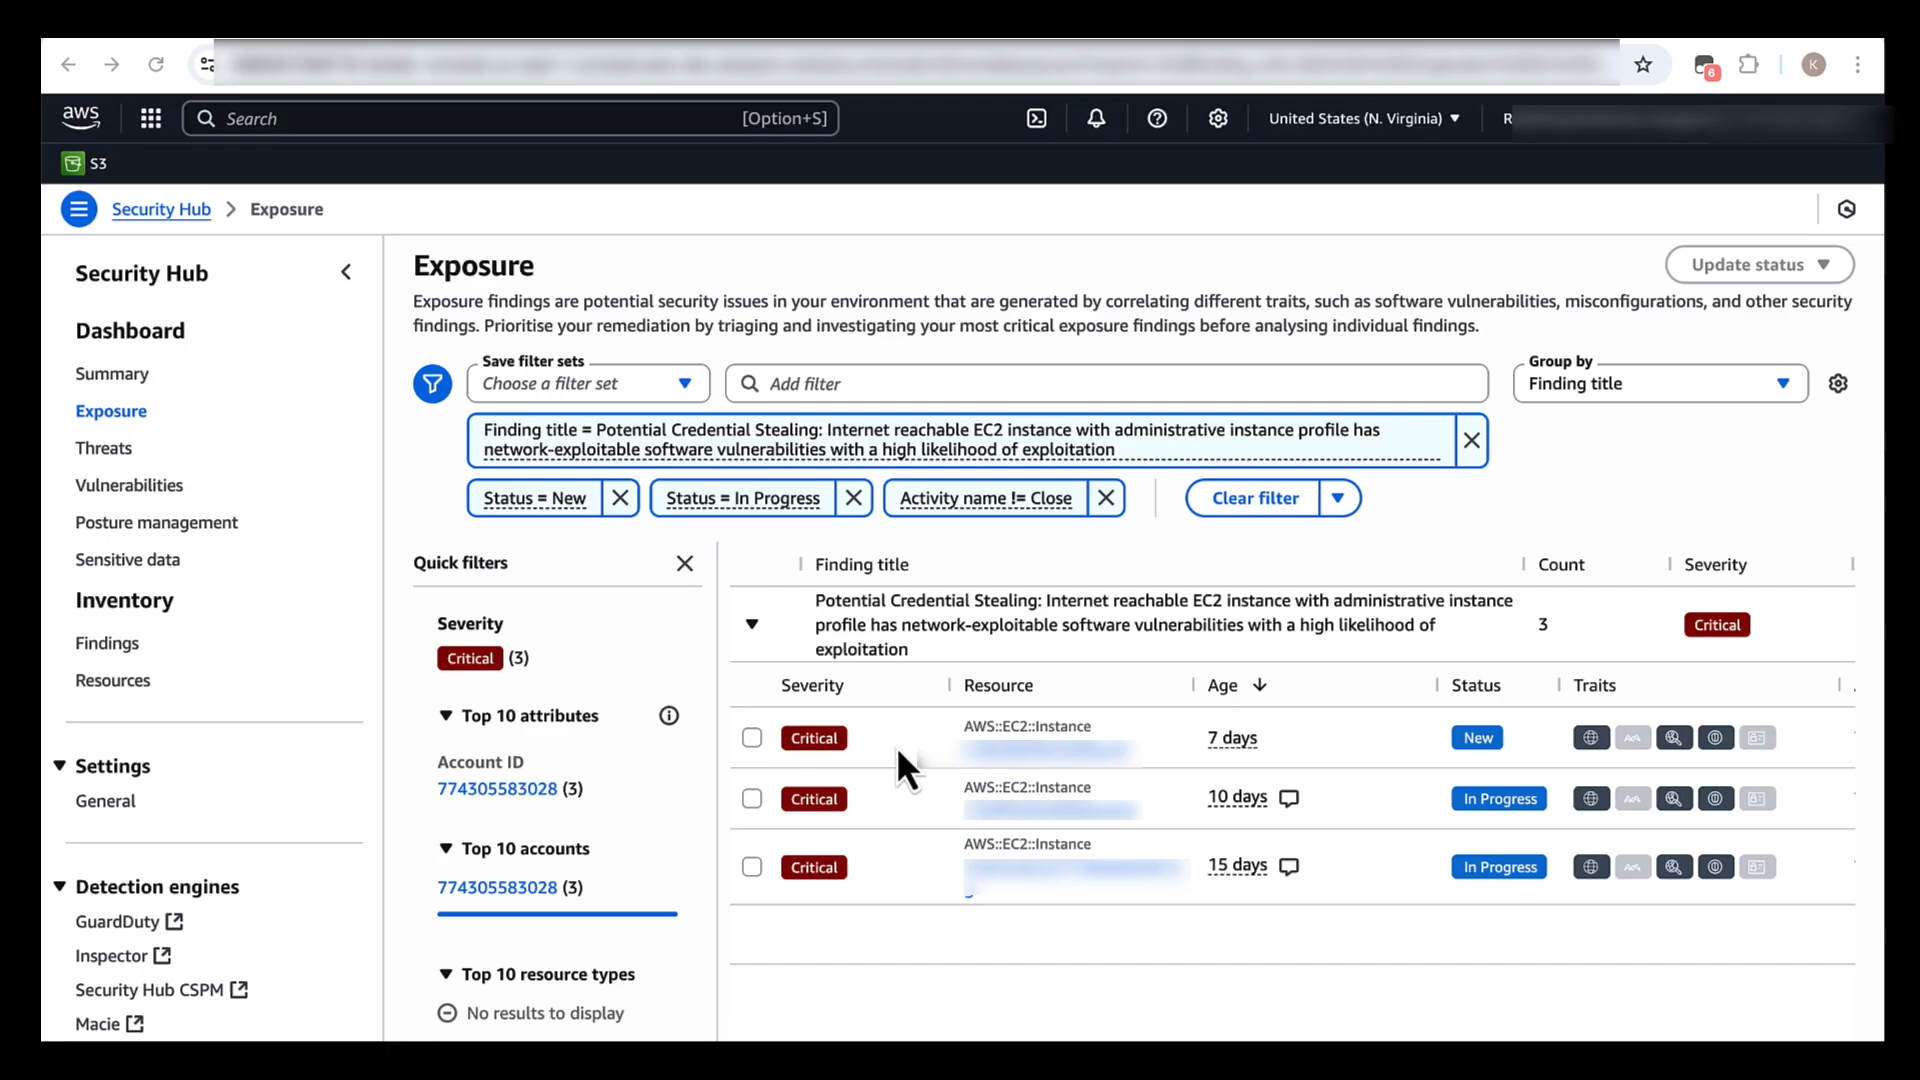 K
6
aws
Search
[Option+S]
United States (N. Virginia)
R
S3
Security Hub
Exposure
Security Hub
Dashboard
Summary
Exposure
Threats
Vulnerabilities
Posture management
Sensitive data
Inventory
Findings
Resources
Settings
General
Detection engines
GuardDuty
Inspector
Security Hub CSPM
Macie
Exposure
Update status
Exposure findings are potential security issues in your environment that are generated by correlating different traits, such as software vulnerabilities, misconfigurations, and other security
findings. Prioritise your remediation by triaging and investigating your most critical exposure findings before analysing individual findings.
Save filter sets
Choose a filter set
Add filter
Group by
Finding title
Finding title = Potential Credential Stealing: Internet reachable EC2 instance with administrative instance profile has
network-exploitable software vulnerabilities with a high likelihood of exploitation
Status = New
Status = In Progress
Activity name != Close
Clear filter
Quick filters
Severity
Critical (3)
Top 10 attributes
Account ID
774305583028 (3)
Top 10 accounts
774305583028 (3)
Top 10 resource types
No results to display
Finding title
Count
Severity
Potential Credential Stealing: Internet reachable EC2 instance with administrative instance
profile has network-exploitable software vulnerabilities with a high likelihood of
exploitation
3
Critical
Severity
Resource
Age
Status
Traits
Critical
AWS::EC2::Instance
7 days
New
Critical
AWS::EC2::Instance
10 days
In Progress
Critical
AWS::EC2::Instance
15 days
In Progress